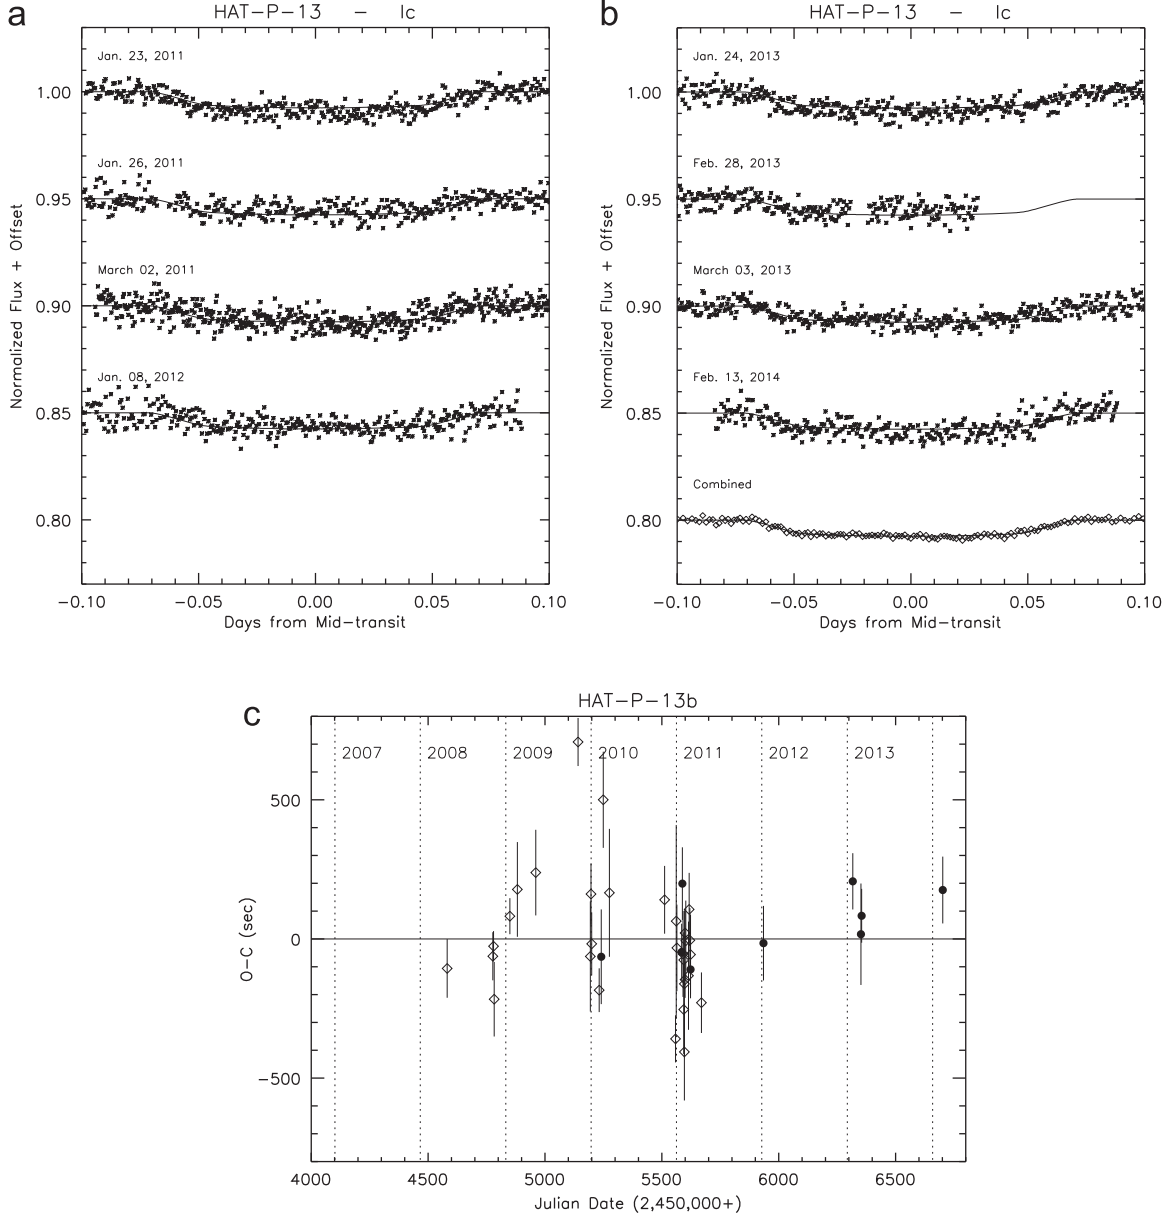 a
HAT-P-13 - Ic
Jan. 23, 2011
1.00
Jan. 26, 2011
0.95
March 02, 2011
0.90
Jan. 08, 2012
0.85
0.80
Normalized Flux + Offset
-0.10 -0.05 0.00 0.05 0.10
Days from Mid-transit
b
HAT-P-13 - Ic
Jan. 24, 2013
1.00
Feb. 28, 2013
0.95
March 03, 2013
0.90
Feb. 13, 2014
0.85
Combined
0.80
Normalized Flux + Offset
-0.10 -0.05 0.00 0.05 0.10
Days from Mid-transit
c
HAT-P-13b
2007 2008 2009 2010 2011 2012 2013
500
0
-500
O-C (sec)
4000 4500 5000 5500 6000 6500
Julian Date (2,450,000+)